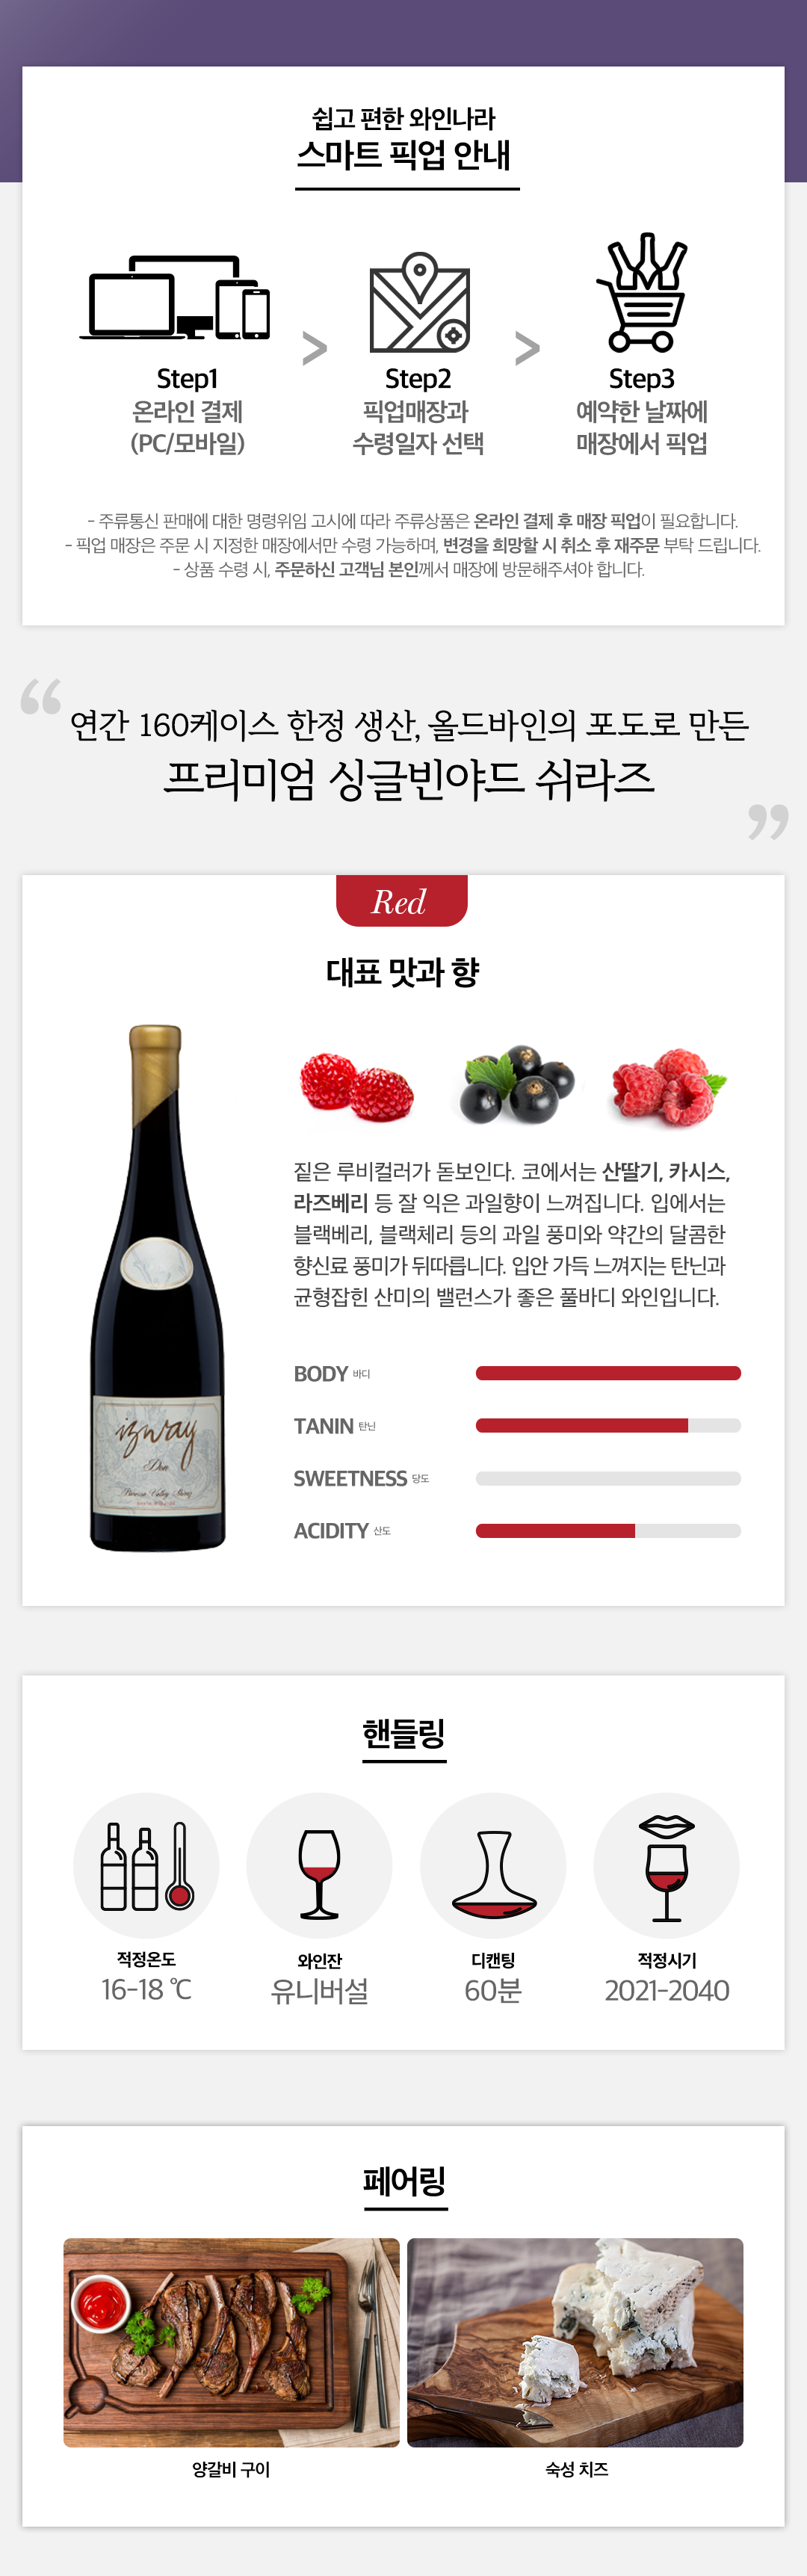 쉽고 편한 와인나라
스마트 픽업 안내
Step1
온라인 결제
(PC/모바일)
>
Step2
픽업매장과
수령일자 선택
>
Step3
예약한 날짜에
매장에서 픽업
- 주류통신 판매에 대한 명령위임 고시에 따라 주류상품은 온라인 결제 후 매장 픽업이 필요합니다.
- 픽업 매장은 주문 시 지정한 매장에서만 수령 가능하며, 변경을 희망할 시 취소 후 재주문 부탁 드립니다.
- 상품 수령 시, 주문하신 고객님 본인께서 매장에 방문해주셔야 합니다.
“ 연간 160케이스 한정 생산, 올드바인의 포도로 만든
프리미엄 싱글빈야드 쉬라즈 ”
Red
대표 맛과 향
짙은 루비컬러가 돋보인다. 코에서는 산딸기, 카시스,
라즈베리 등 잘 익은 과일향이 느껴집니다. 입에서는
블랙베리, 블랙체리 등의 과일 풍미와 약간의 달콤한
향신료 풍미가 뒤따릅니다. 입안 가득 느껴지는 탄닌과
균형잡힌 산미의 밸런스가 좋은 풀바디 와인입니다.
izway
Don
Barossa Valley Shiraz
BODY 바디
TANIN 탄닌
SWEETNESS 당도
ACIDITY 산도
핸들링
적정온도
16-18 ℃
와인잔
유니버설
디캔팅
60분
적정시기
2021-2040
페어링
양갈비 구이
숙성 치즈